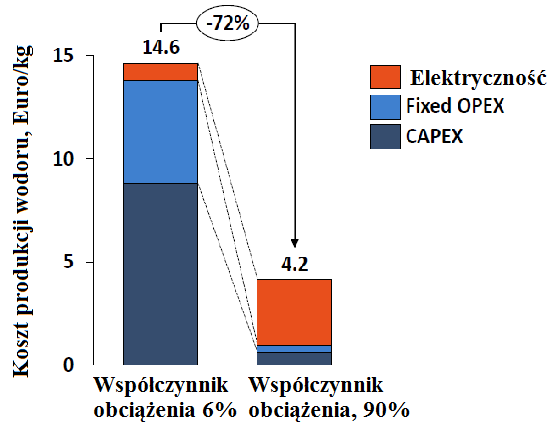 -72%
15
14.6
Koszt produkcji wodoru, Euro/kg
Elektryczność
Fixed OPEX
CAPEX
10
5
4.2
0
Współczynnik
obciążenia 6%
Współczynnik
obciążenia, 90%